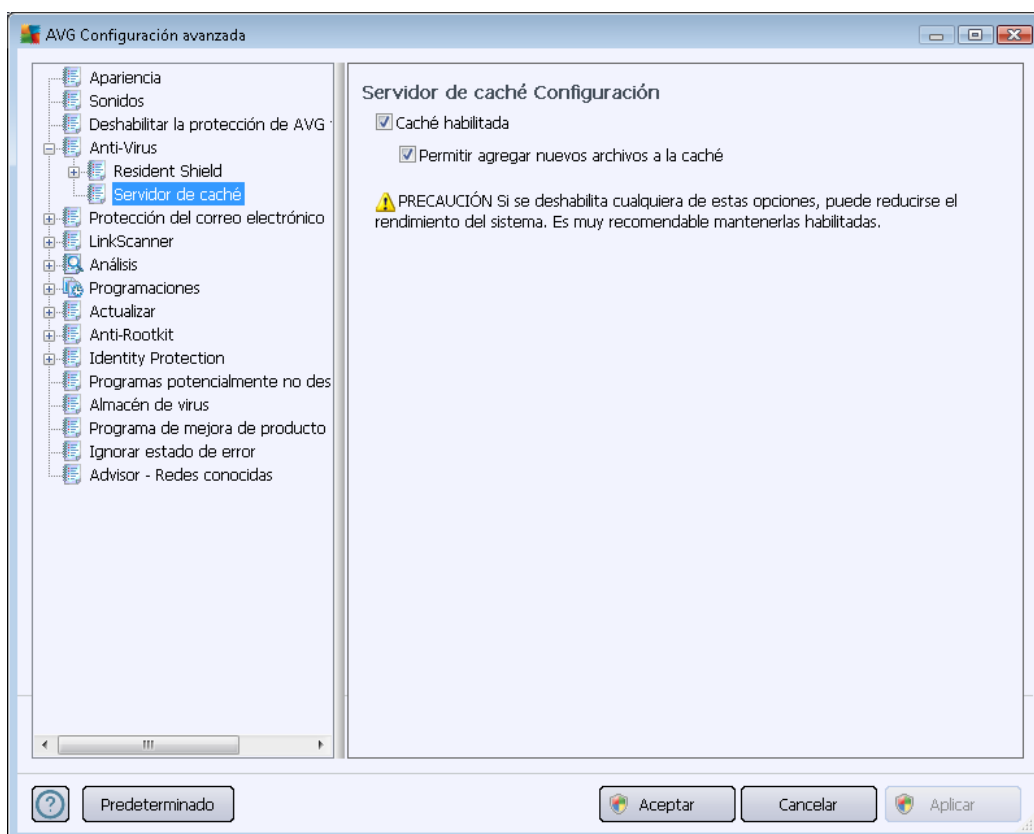 AVG Configuración avanzada
Apariencia
Sonidos
Deshabilitar la protección de AVG
Anti-Virus
Resident Shield
Servidor de caché
Protección del correo electrónico
LinkScanner
Análisis
Programaciones
Actualizar
Anti-Rootkit
Identity Protection
Programas potencialmente no des
Almacén de virus
Programa de mejora de producto
Ignorar estado de error
Advisor - Redes conocidas
Servidor de caché Configuración
Caché habilitada
Permitir agregar nuevos archivos a la caché
PRECAUCIÓN Si se deshabilita cualquiera de estas opciones, puede reducirse el
rendimiento del sistema. Es muy recomendable mantenerlas habilitadas.
Predeterminado
Aceptar
Cancelar
Aplicar